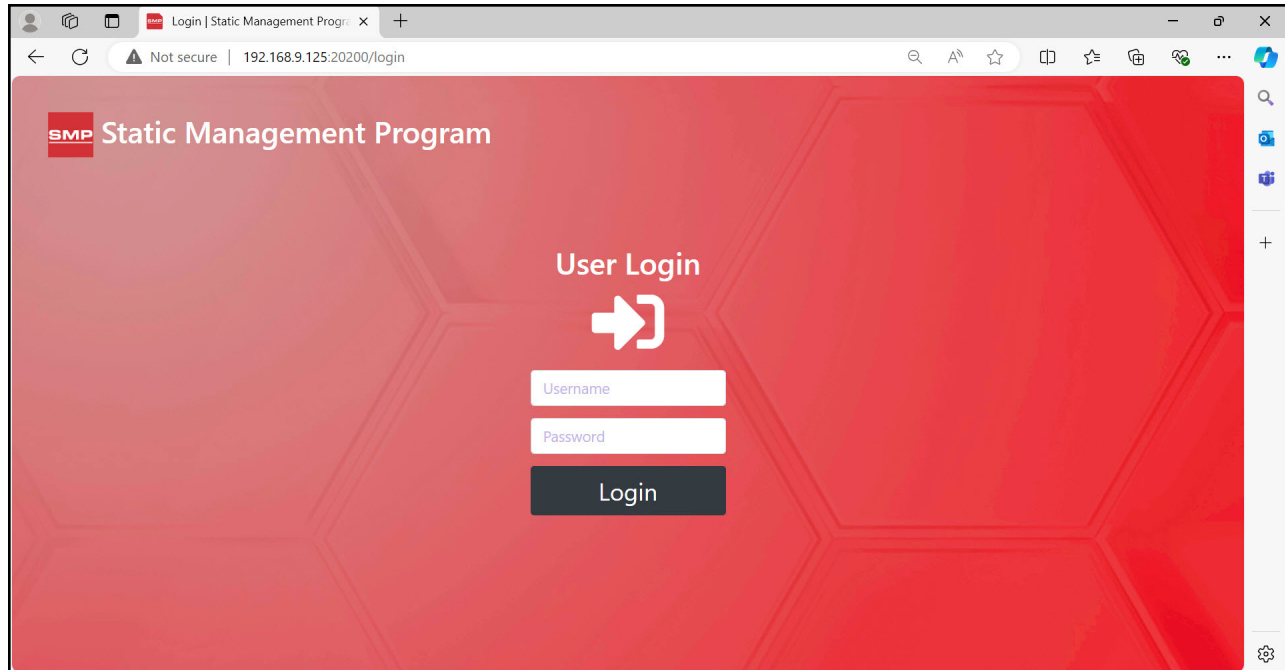 SMP Login | Static Management Progra
Not secure | 192.168.9.125:20200/login
SMP Static Management Program
User Login
Username
Password
Login